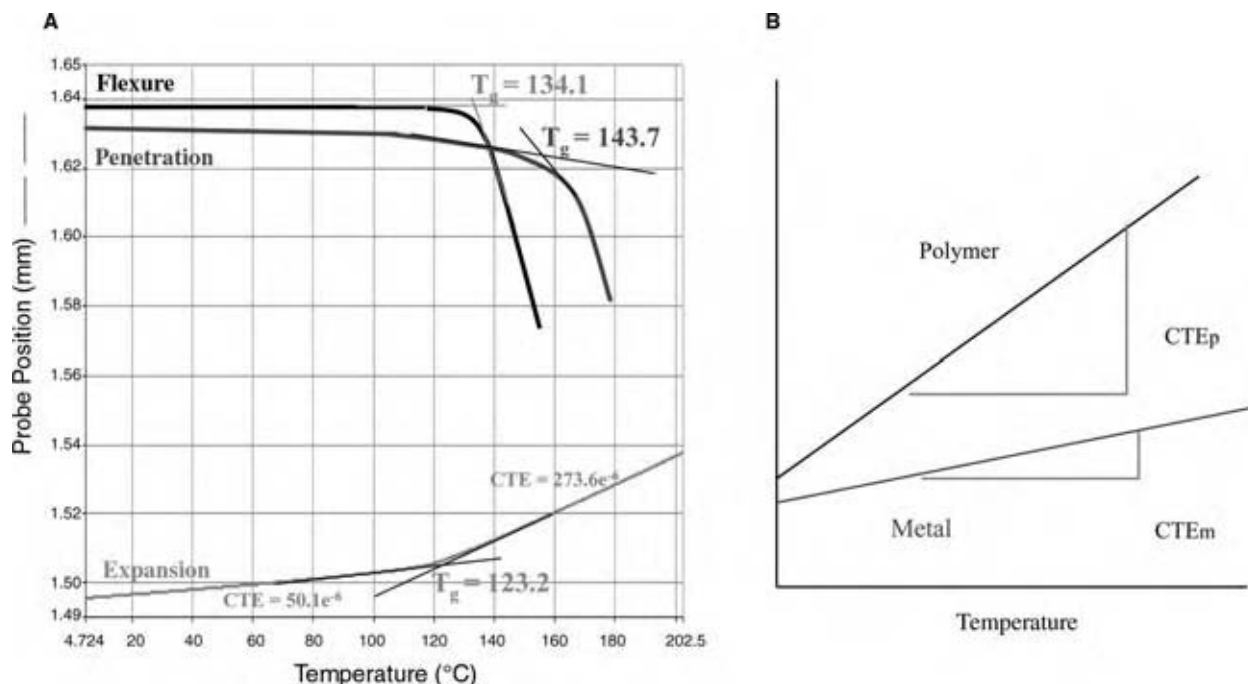 A
B
1.65
Flexure
Tg = 134.1
1.64
Tg = 143.7
Penetration
1.62
1.60
Probe Position (mm)
1.58
1.56
1.54
CTE = 273.6e-6
1.52
Expansion
1.50
CTE = 50.1e-6
Tg = 123.2
1.49
4.724 20 40 60 80 100 120 140 160 180 202.5
Temperature (°C)
Polymer
CTEp
Metal
CTEm
Temperature